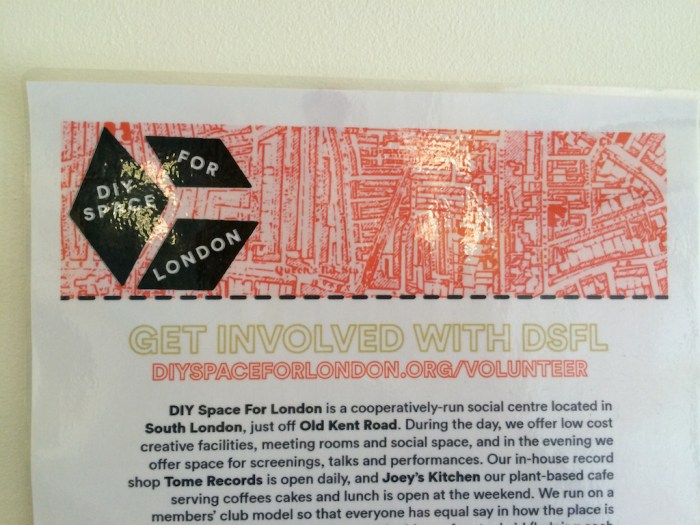 DIY
SPACE
FOR
LONDON
Queen's Rd. Sta.
GET INVOLVED WITH DSFL
DIYSPACEFORLONDON.ORG/VOLUNTEER
DIY Space For London is a cooperatively-run social centre located in
South London, just off Old Kent Road. During the day, we offer low cost
creative facilities, meeting rooms and social space, and in the evening we
offer space for screenings, talks and performances. Our in-house record
shop Tome Records is open daily, and Joey's Kitchen our plant-based cafe
serving coffees cakes and lunch is open at the weekend. We run on a
members' club model so that everyone has equal say in how the place is